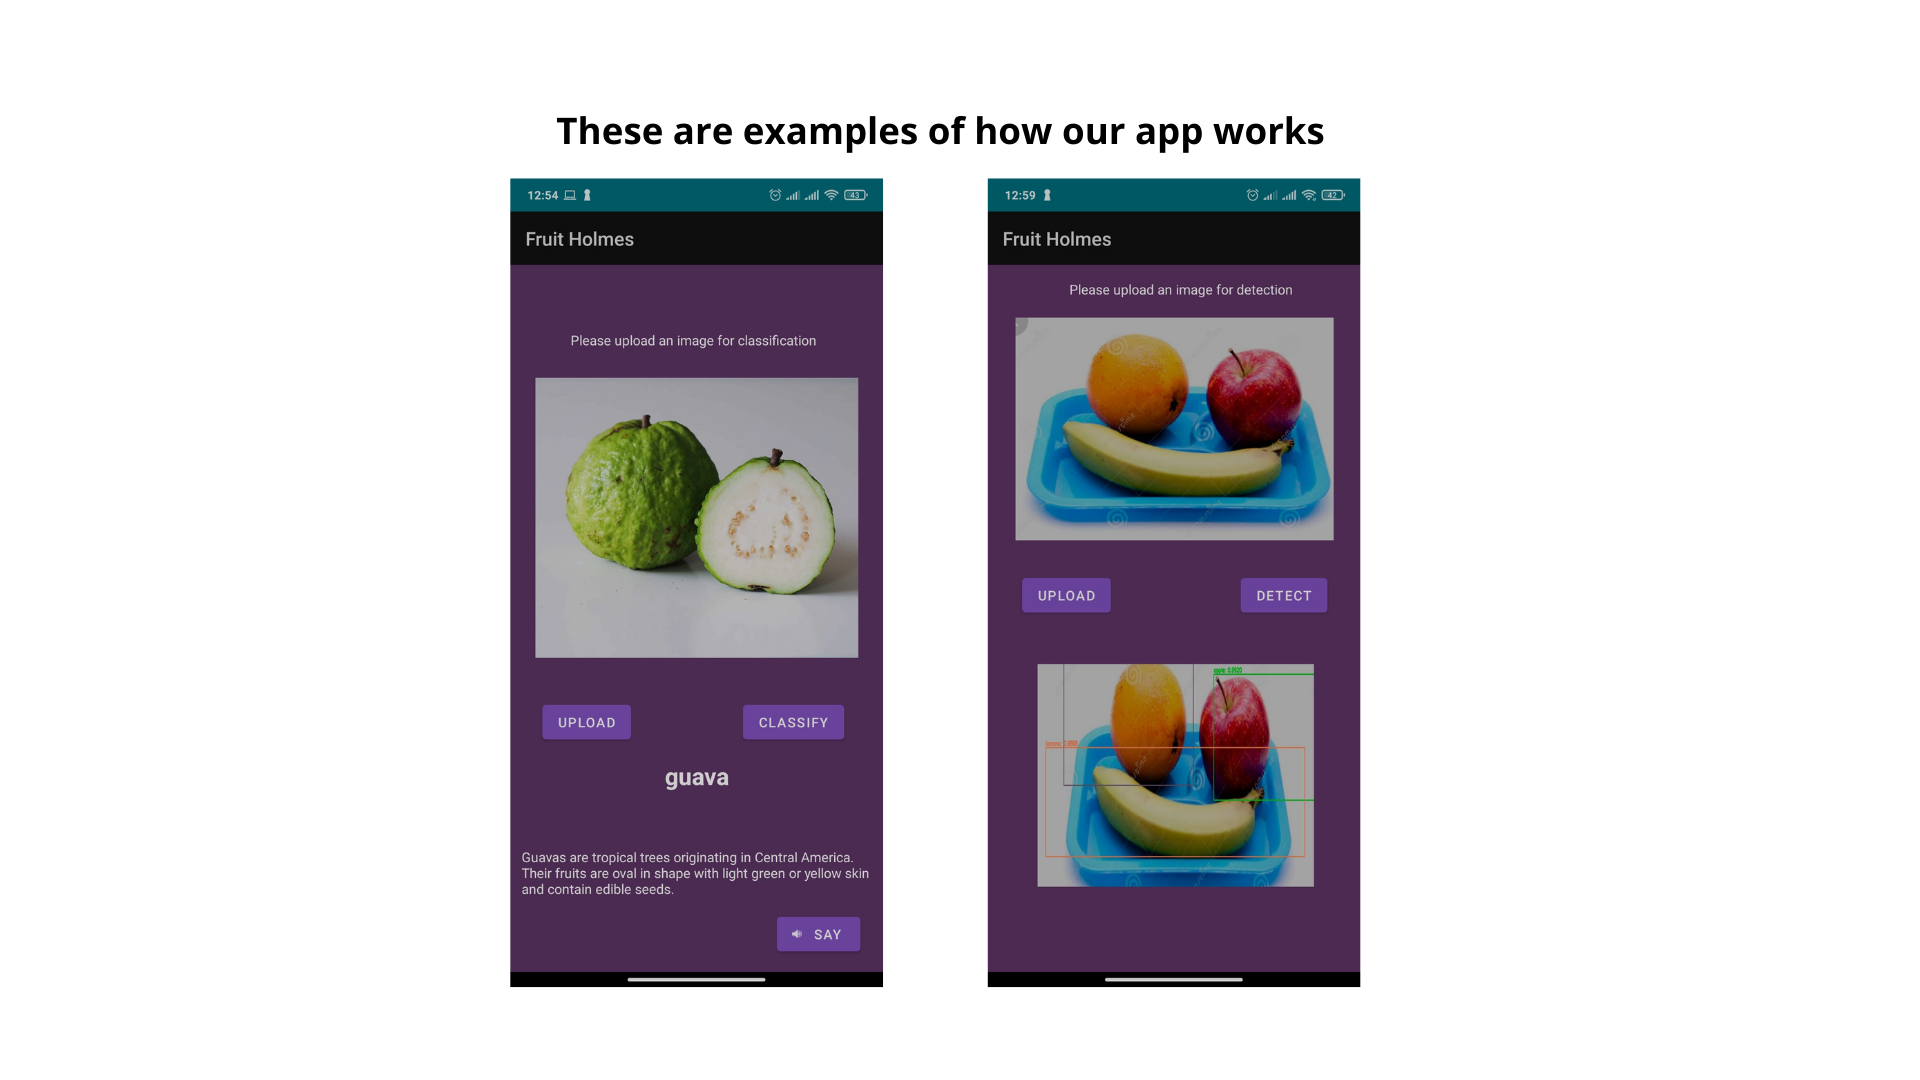 These are examples of how our app works
12:54
43
Fruit Holmes
Please upload an image for classification
UPLOAD
CLASSIFY
guava
Guavas are tropical trees originating in Central America.
Their fruits are oval in shape with light green or yellow skin
and contain edible seeds.
SAY
12:59
42
Fruit Holmes
Please upload an image for detection
UPLOAD
DETECT